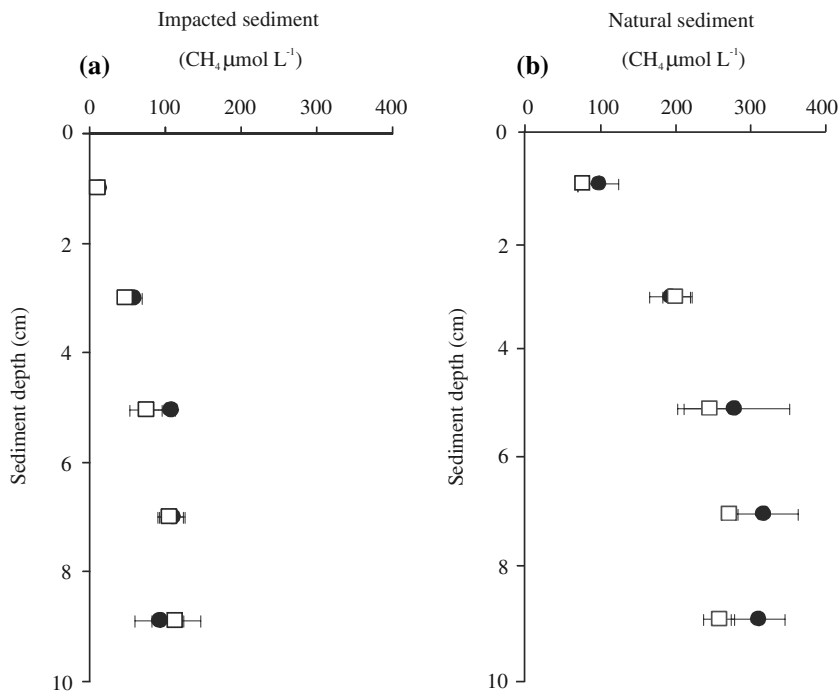 Impacted sediment
(CH₄ µmol L⁻¹)
(a)
0 100 200 300 400
0
2
4
6
8
10
Sediment depth (cm)
Natural sediment
(CH₄ µmol L⁻¹)
(b)
0 100 200 300 400
0
2
4
6
8
10
Sediment depth (cm)